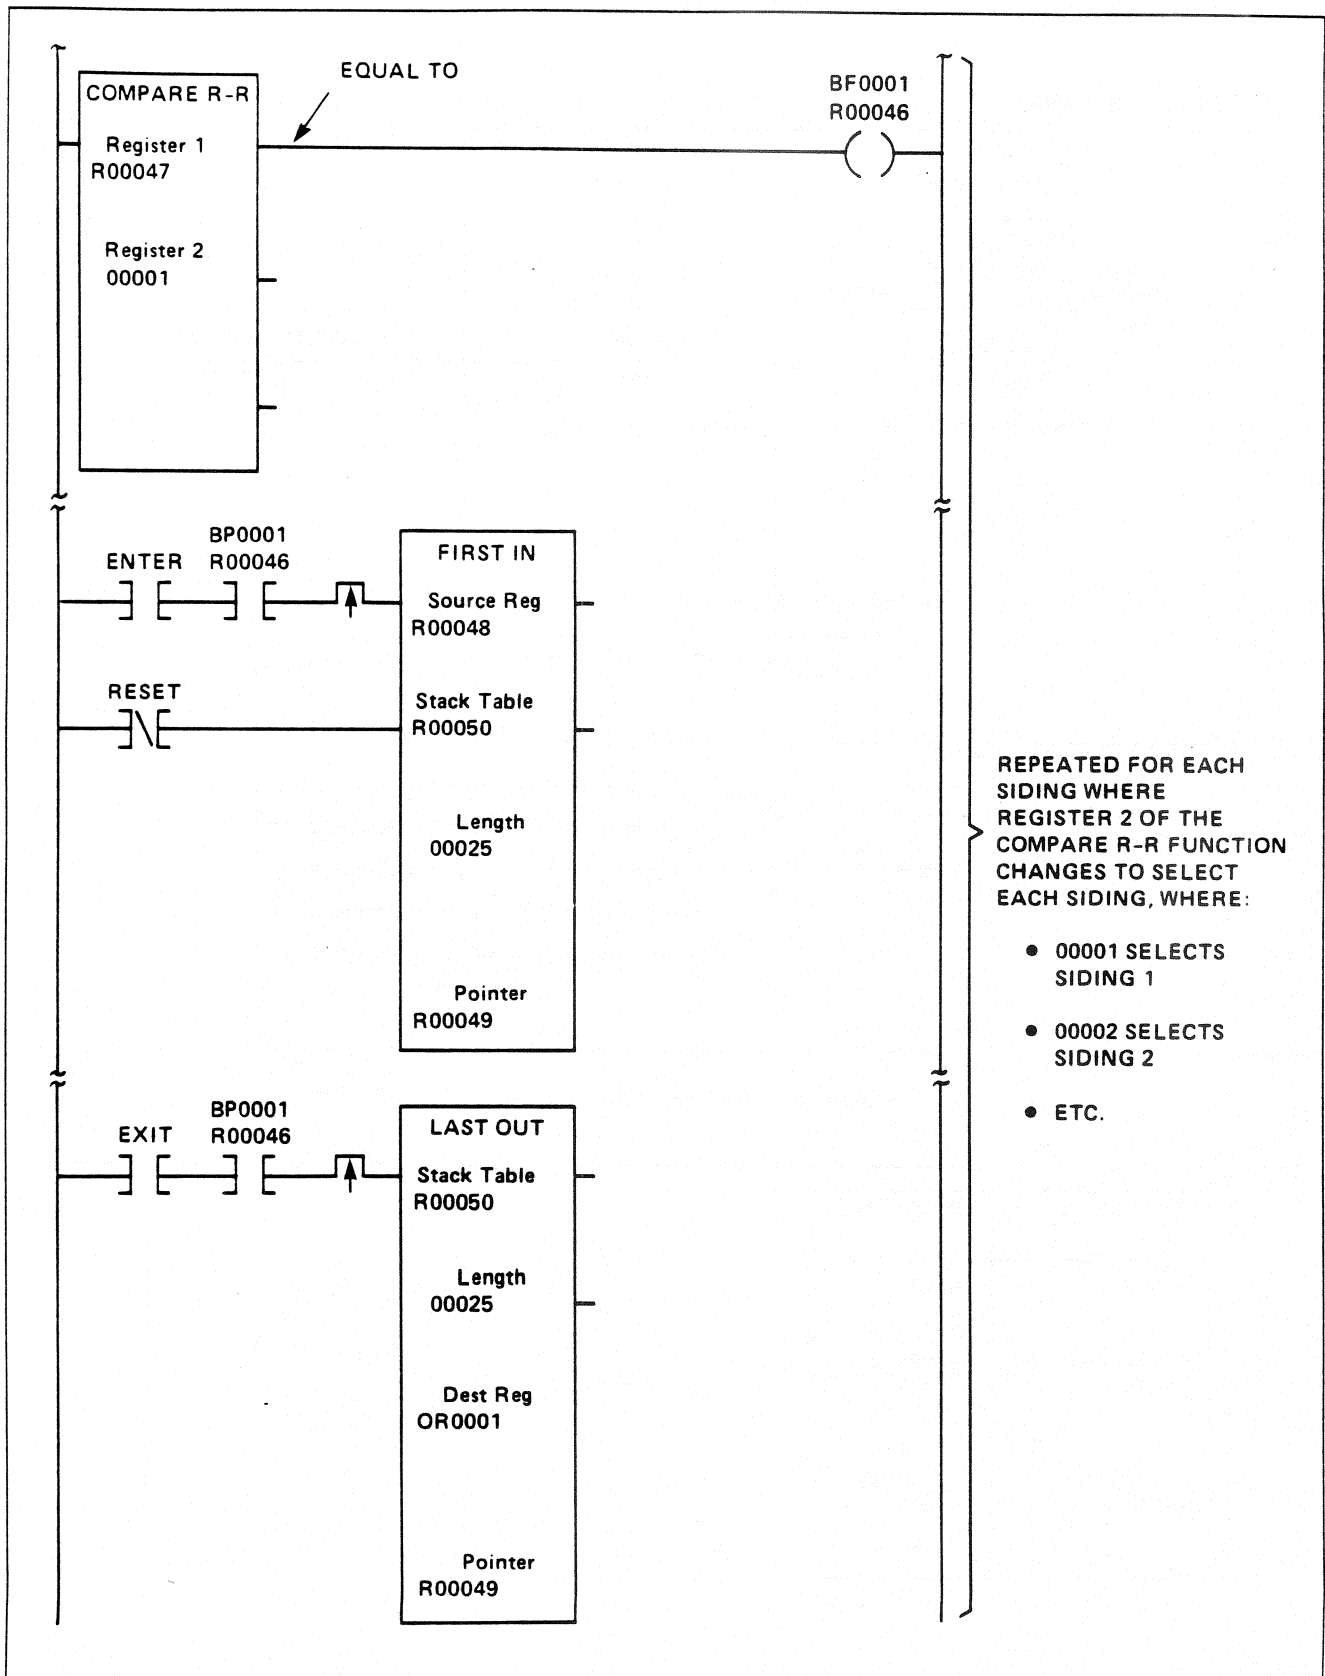 EQUAL TO
BF0001
R00046
COMPARE R-R
Register 1
R00047
Register 2
00001
ENTER
BP0001
R00046
FIRST IN
Source Reg
R00048
RESET
Stack Table
R00050
Length
00025
Pointer
R00049
EXIT
BP0001
R00046
LAST OUT
Stack Table
R00050
Length
00025
Dest Reg
OR0001
Pointer
R00049
REPEATED FOR EACH
SIDING WHERE
REGISTER 2 OF THE
COMPARE R-R FUNCTION
CHANGES TO SELECT
EACH SIDING, WHERE:
● 00001 SELECTS
SIDING 1
● 00002 SELECTS
SIDING 2
● ETC.